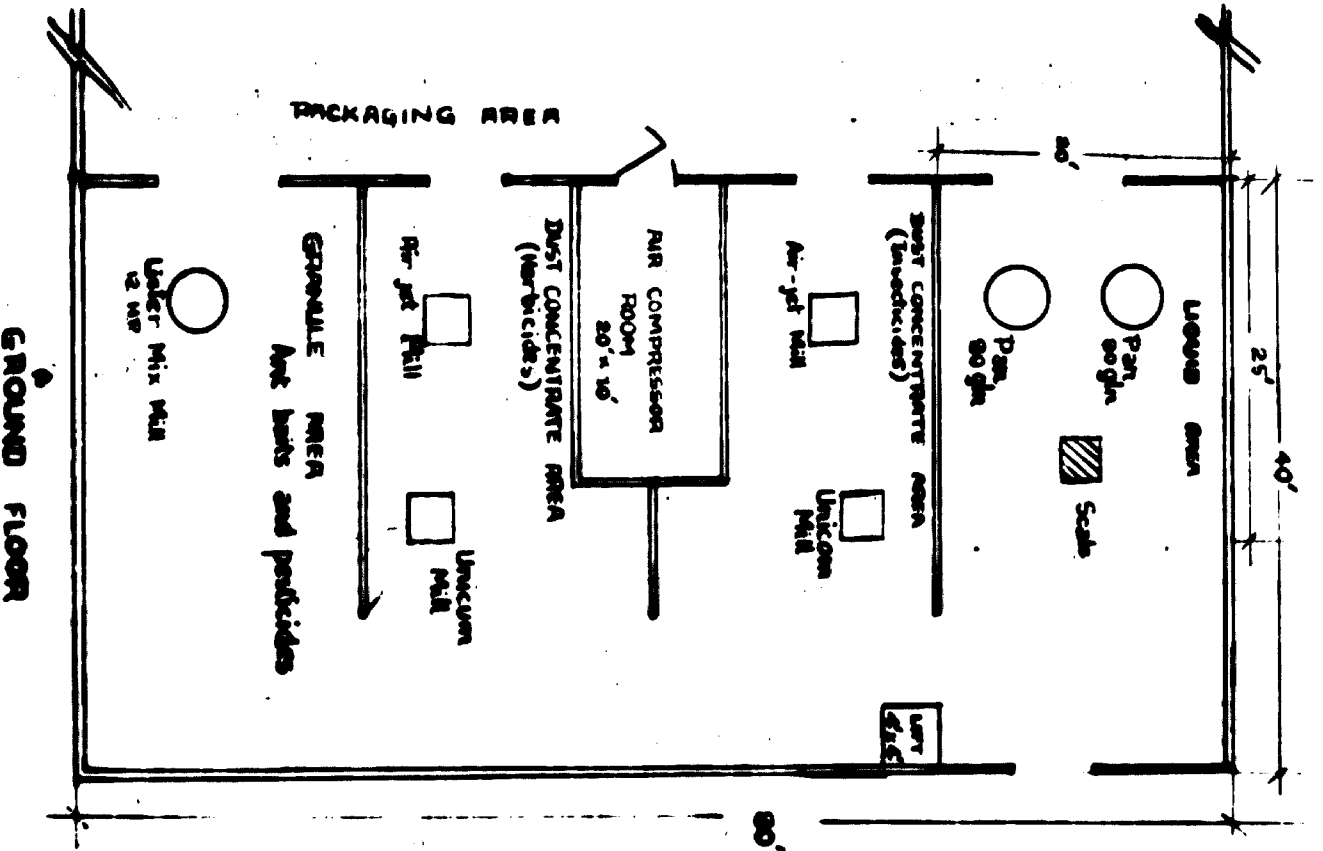 PACKAGING AREA
20'
25'
40'
LIQUID AREA
Pan
80 gln
Pan
80 gln
Scale
DUST CONCENTRATE AREA
(Insecticides)
Air-jet Mill
Unicom
Mill
LIFT
AIR COMPRESSOR
ROOM
20' x 10'
DUST CONCENTRATE AREA
(Herbicides)
Air jet Mill
Unicum
Mill
GRANULE AREA
Ant baits and pesticides
Mix Mill
12 HP
80'
GROUND FLOOR